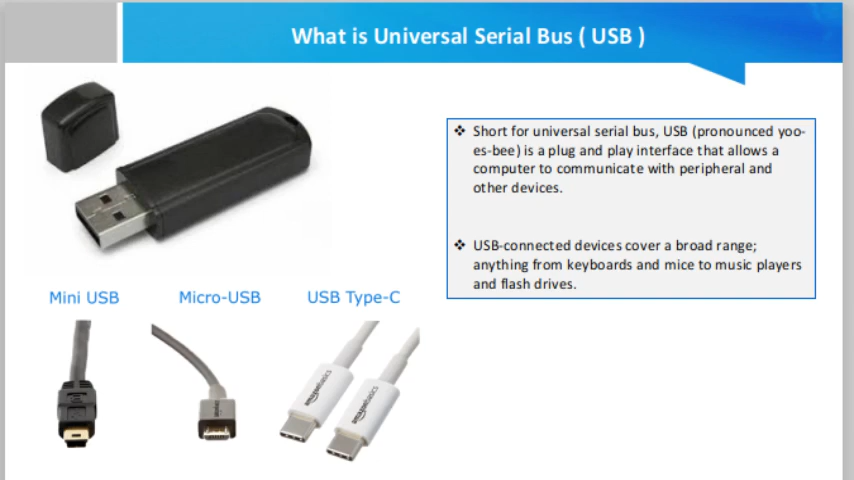 What is Universal Serial Bus ( USB )
❖ Short for universal serial bus, USB (pronounced yoo-
es-bee) is a plug and play interface that allows a
computer to communicate with peripheral and
other devices.
❖ USB-connected devices cover a broad range;
anything from keyboards and mice to music players
and flash drives.
Mini USB
Micro-USB
USB Type-C
amazonbasics
amazonbasics